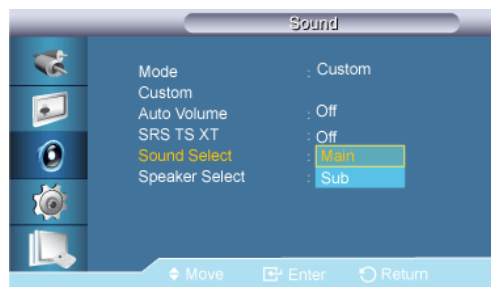 Sound
Mode : Custom
Custom
Auto Volume : Off
SRS TS XT : Off
Sound Select : Main
Speaker Select : Sub
Move Enter Return